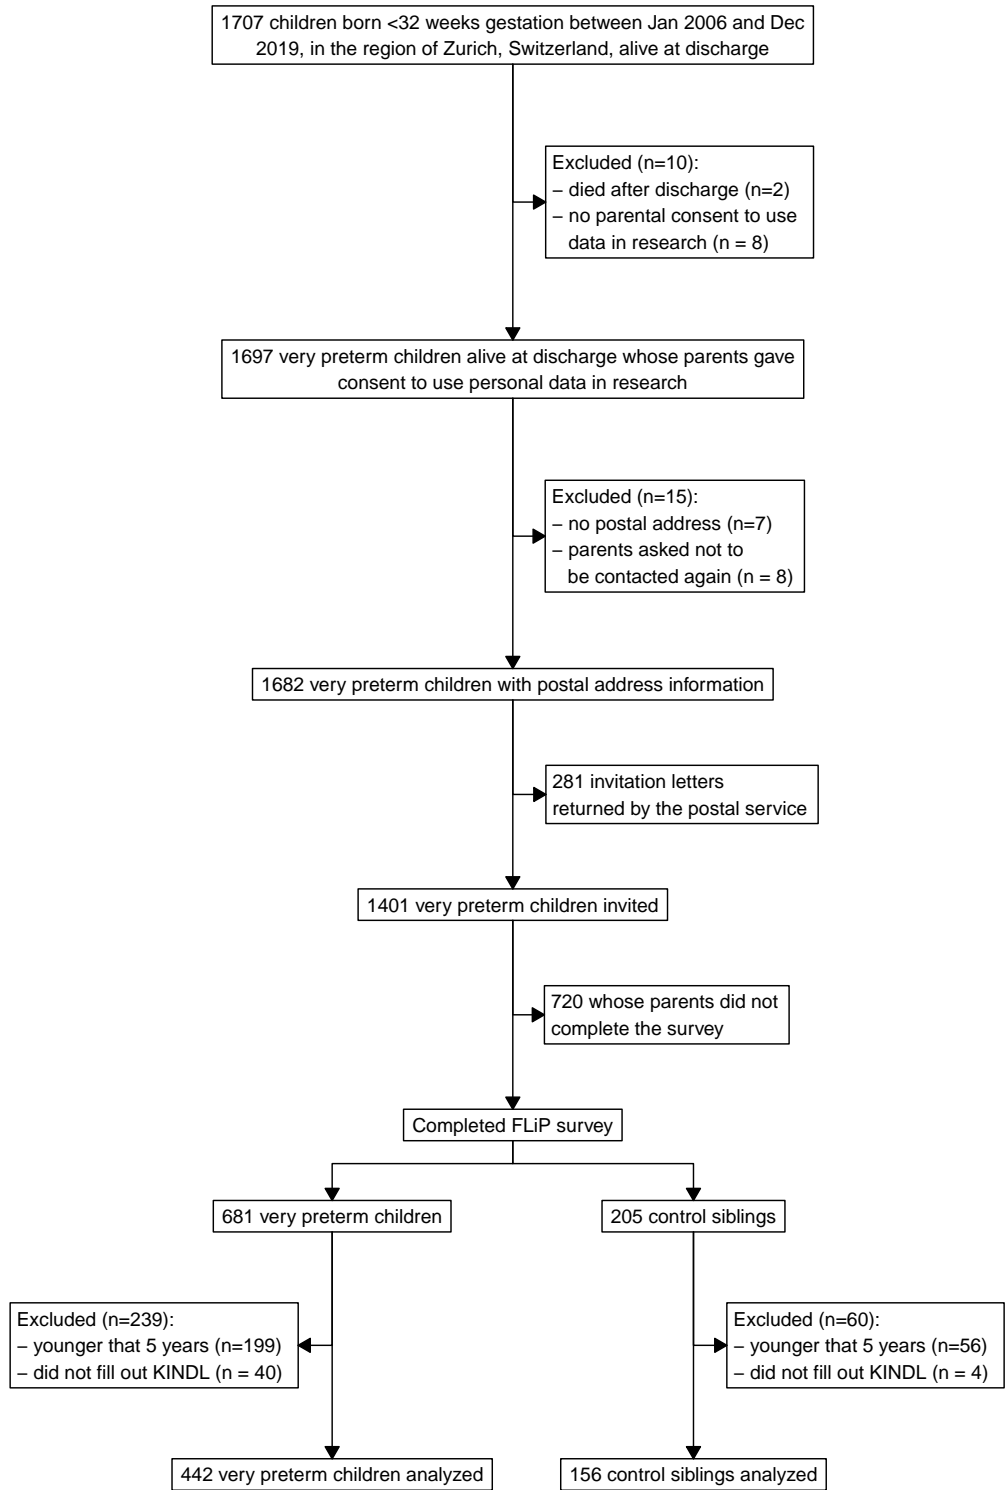 1707 children born <32 weeks gestation between Jan 2006 and Dec
2019, in the region of Zurich, Switzerland, alive at discharge
Excluded (n=10):
– died after discharge (n=2)
– no parental consent to use
data in research (n = 8)
1697 very preterm children alive at discharge whose parents gave
consent to use personal data in research
Excluded (n=15):
– no postal address (n=7)
– parents asked not to
be contacted again (n = 8)
1682 very preterm children with postal address information
281 invitation letters
returned by the postal service
1401 very preterm children invited
720 whose parents did not
complete the survey
Completed FLiP survey
681 very preterm children
205 control siblings
Excluded (n=239):
– younger that 5 years (n=199)
– did not fill out KINDL (n = 40)
Excluded (n=60):
– younger that 5 years (n=56)
– did not fill out KINDL (n = 4)
442 very preterm children analyzed
156 control siblings analyzed